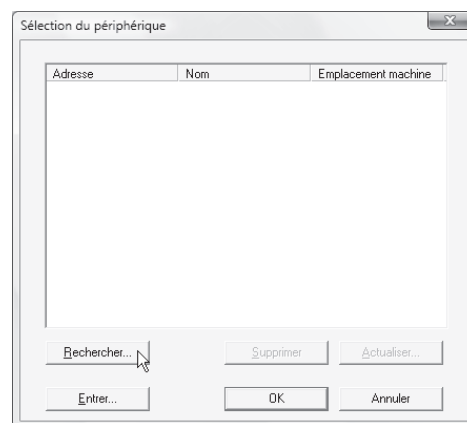 Sélection du périphérique
Adresse Nom Emplacement machine
Rechercher... Supprimer Actualiser...
Entrer... OK Annuler